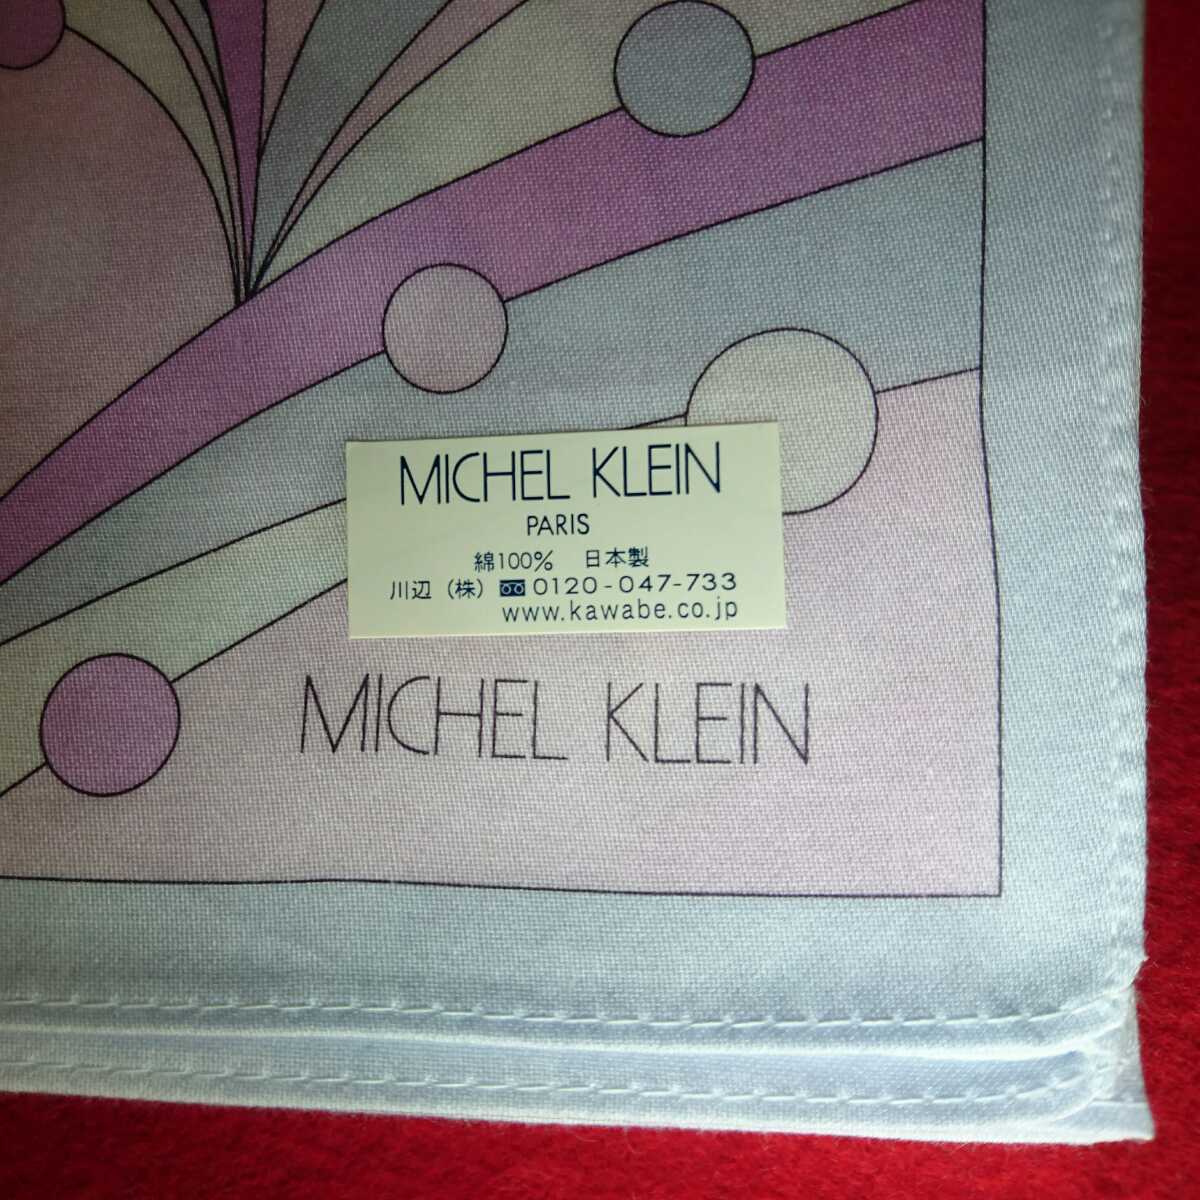 MICHEL KLEIN
PARIS
綿100% 日本製
川辺（株）0120-047-733
www.kawabe.co.jp
MICHEL KLEIN